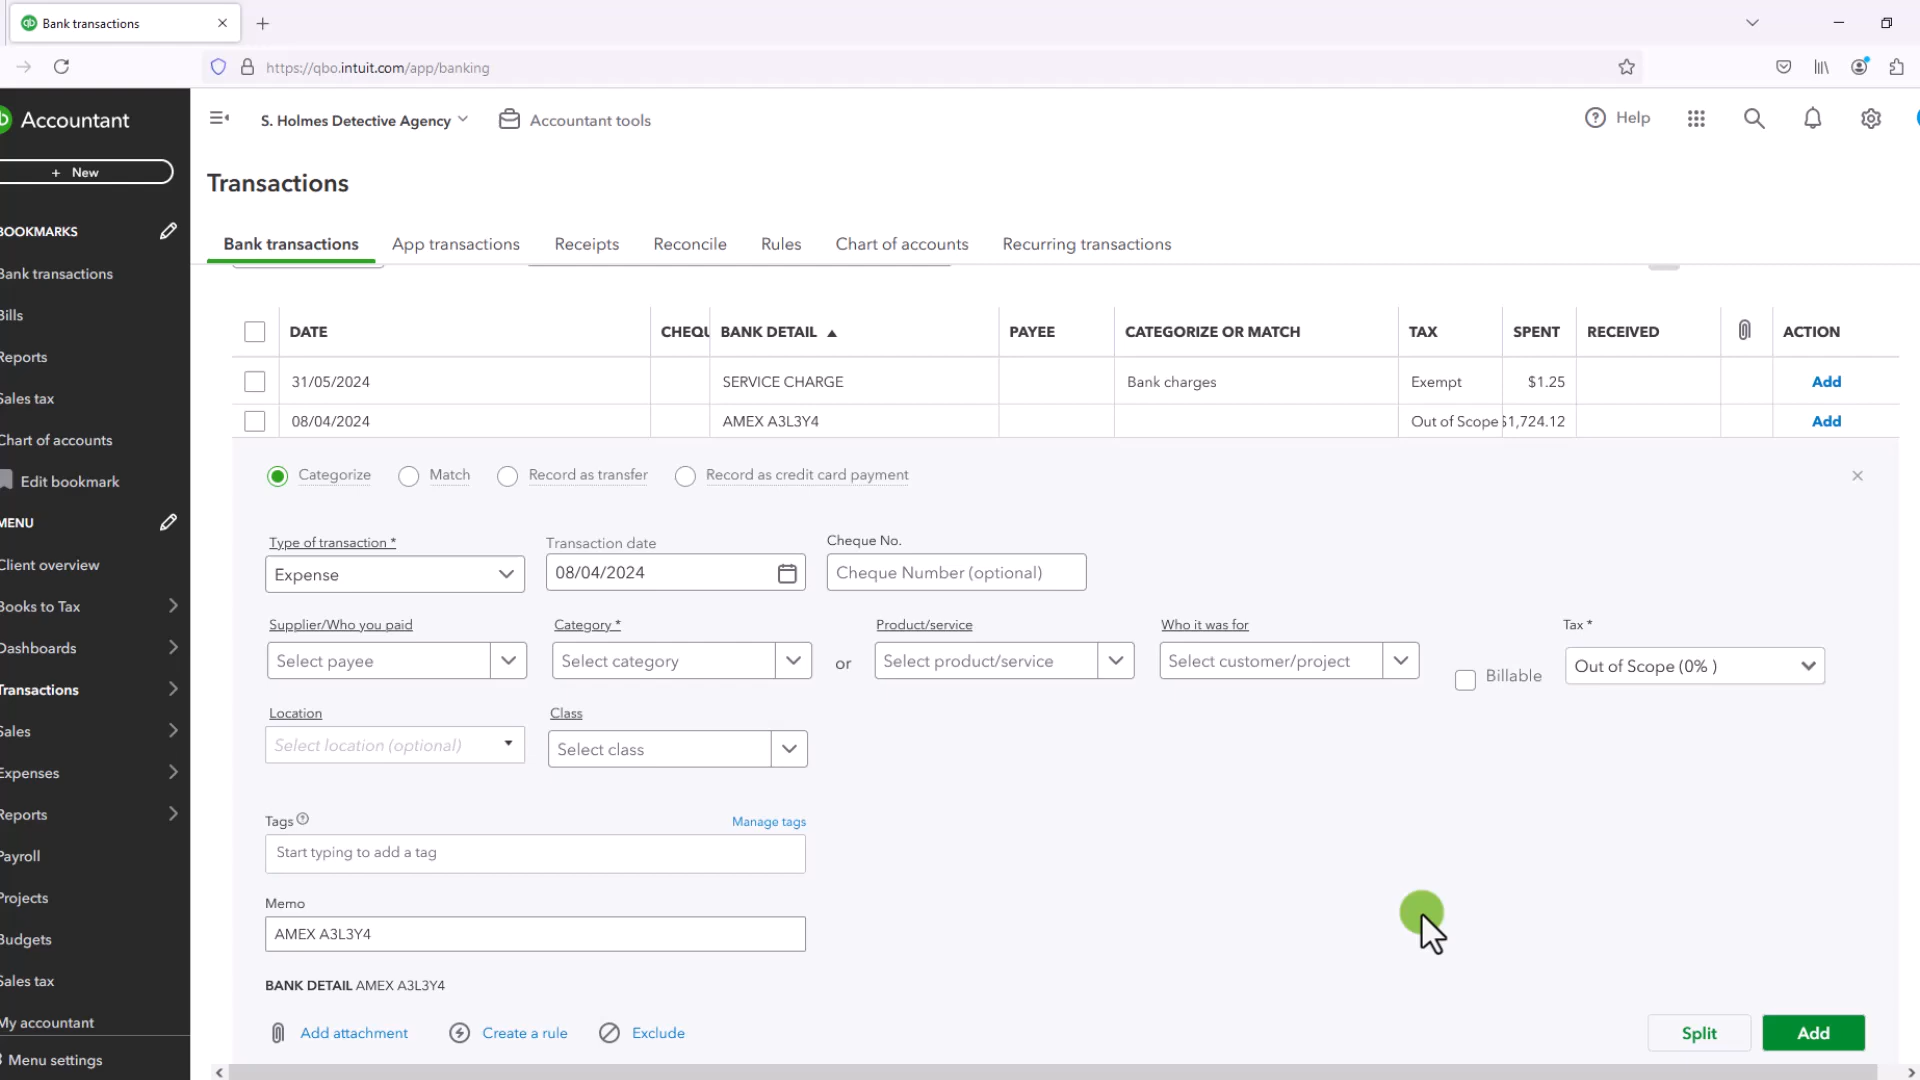 Bank transactions
https://qbo.intuit.com/app/banking
Accountant
S. Holmes Detective Agency
Accountant tools
Help
+ New
Transactions
BOOKMARKS
Bank transactions
Bills
Reports
Sales tax
Chart of accounts
Edit bookmark
MENU
Client overview
Books to Tax
Dashboards
Transactions
Sales
Expenses
Reports
Payroll
Projects
Budgets
Sales tax
My accountant
Menu settings
Bank transactions App transactions Receipts Reconcile Rules Chart of accounts Recurring transactions
DATE CHEQU BANK DETAIL PAYEE CATEGORIZE OR MATCH TAX SPENT RECEIVED ACTION
31/05/2024 SERVICE CHARGE Bank charges Exempt $1.25 Add
08/04/2024 AMEX A3L3Y4 Out of Scope $1,724.12 Add
Categorize Match Record as transfer Record as credit card payment
Type of transaction * Transaction date Cheque No.
Expense 08/04/2024 Cheque Number (optional)
Supplier/Who you paid Category * Product/service Who it was for Tax *
Select payee Select category or Select product/service Select customer/project Billable Out of Scope (0% )
Location Class
Select location (optional) Select class
Tags Manage tags
Start typing to add a tag
Memo
AMEX A3L3Y4
BANK DETAIL AMEX A3L3Y4
Add attachment Create a rule Exclude Split Add